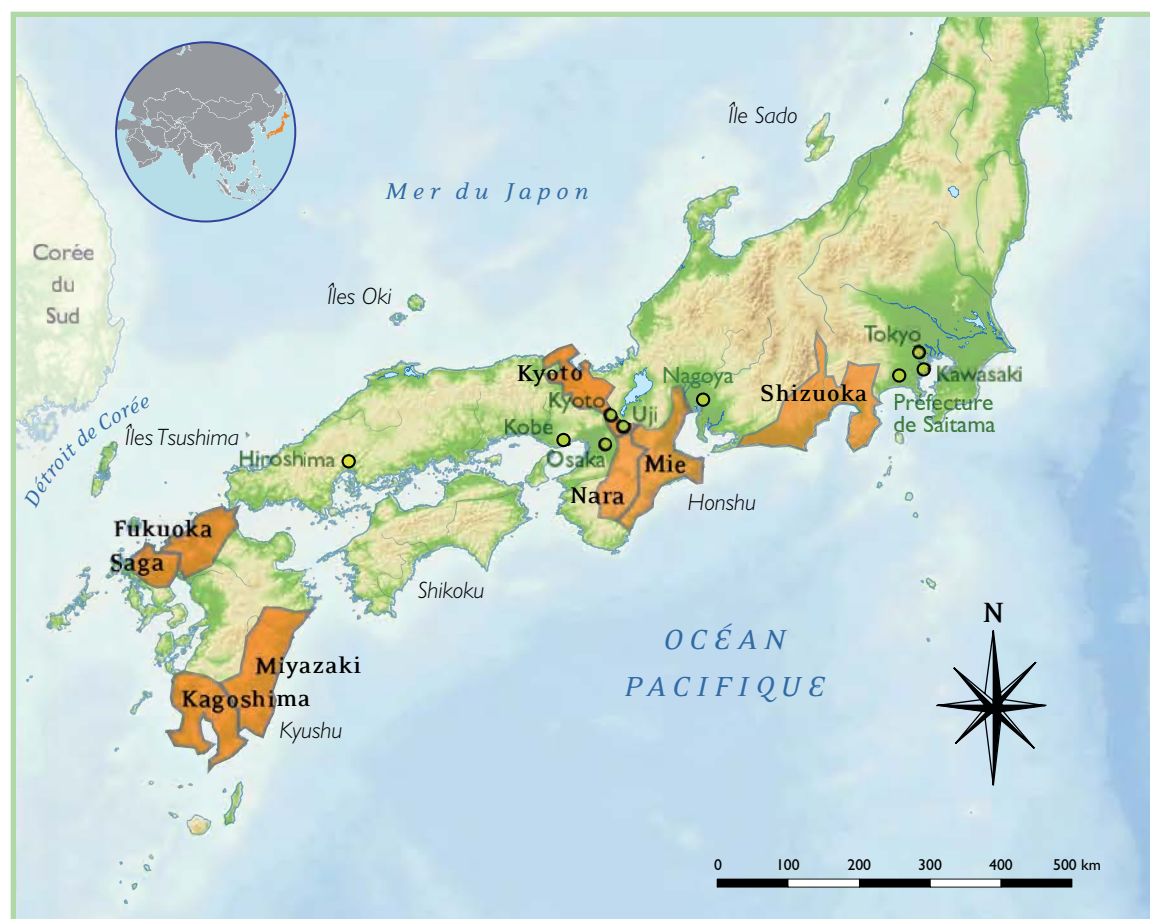 Île Sado
Mer du Japon
Corée
du
Sud
Îles Oki
Tokyo
Kyoto
Nagoya
Shizuoka
Kawasaki
Kyoto
Préfecture
de Saitama
Détroit de Corée
Îles Tsushima
Kobé
Uji
Hiroshima
Osaka
Mie
Nara
Honshu
Fukuoka
Saga
Shikoku
N
OCÉAN
PACIFIQUE
Miyazaki
Kagoshima
Kyushu
0 100 200 300 400 500 km